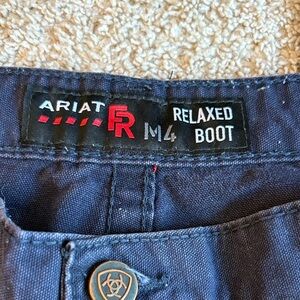 ARIAT FR M4 RELAXED
BOOT